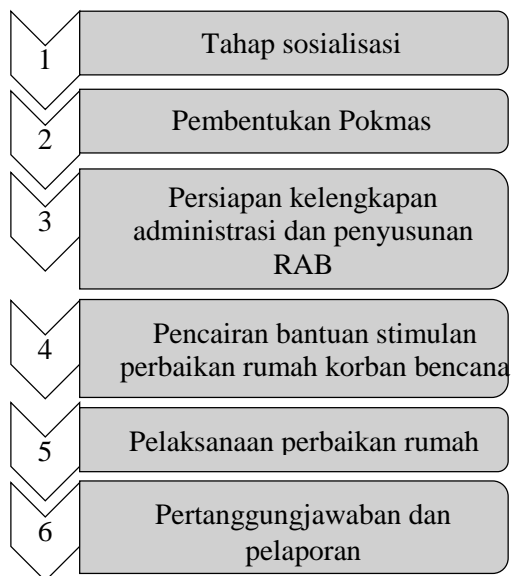 1
Tahap sosialisasi
2
Pembentukan Pokmas
3
Persiapan kelengkapan
administrasi dan penyusunan
RAB
4
Pencairan bantuan stimulan
perbaikan rumah korban bencana
5
Pelaksanaan perbaikan rumah
6
Pertanggungjawaban dan
pelaporan